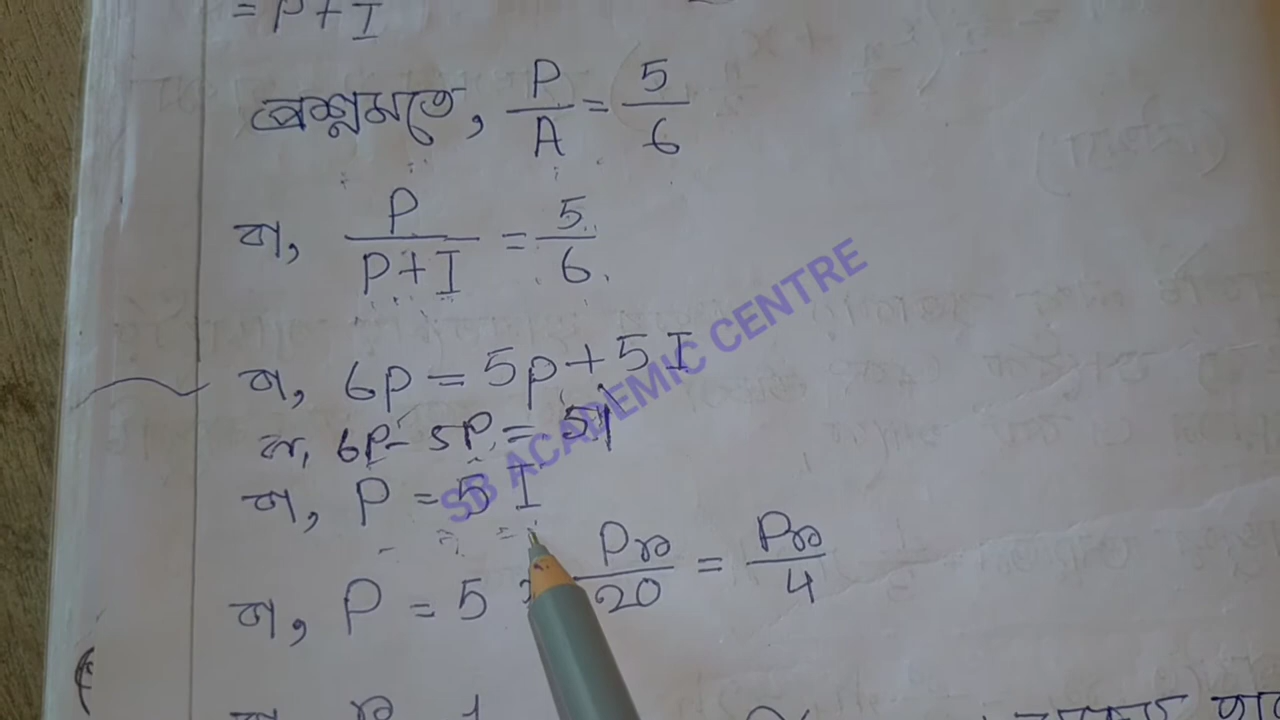 = P + I
প্রশ্নমতে, P/A = 5/6
বা, P/(P+I) = 5/6
বা, 6P = 5P + 5I
বা, 6P - 5P = 5I
বা, P = 5I
বা, P = 5 Pr/20 = Pr/4
SB ACADEMIC CENTRE